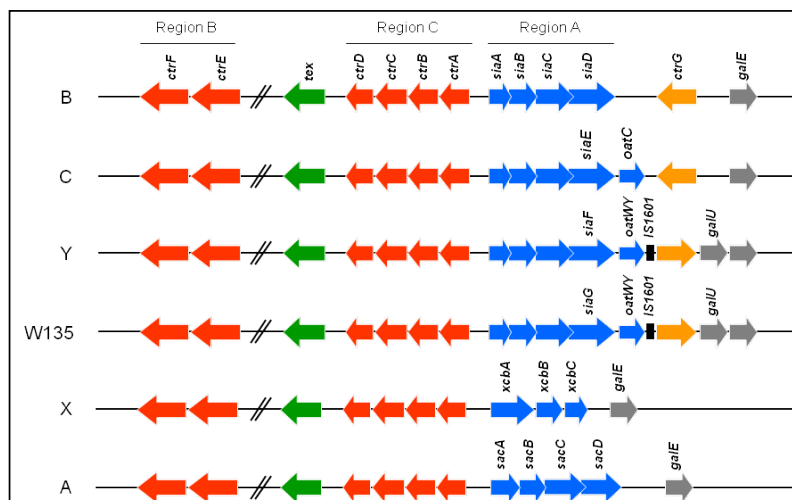 Region B Region C Region A
ctrF ctrE tex ctrD ctrC ctrB ctrA siaA siaB siaC siaD ctrG galE
B
siaE oatC
C
siaF oatWY IS1601 galU
Y
siaG oatWY IS1601 galU
W135
xcbA xcbB xcbC galE
X
sacA sacB sacC sacD galE
A